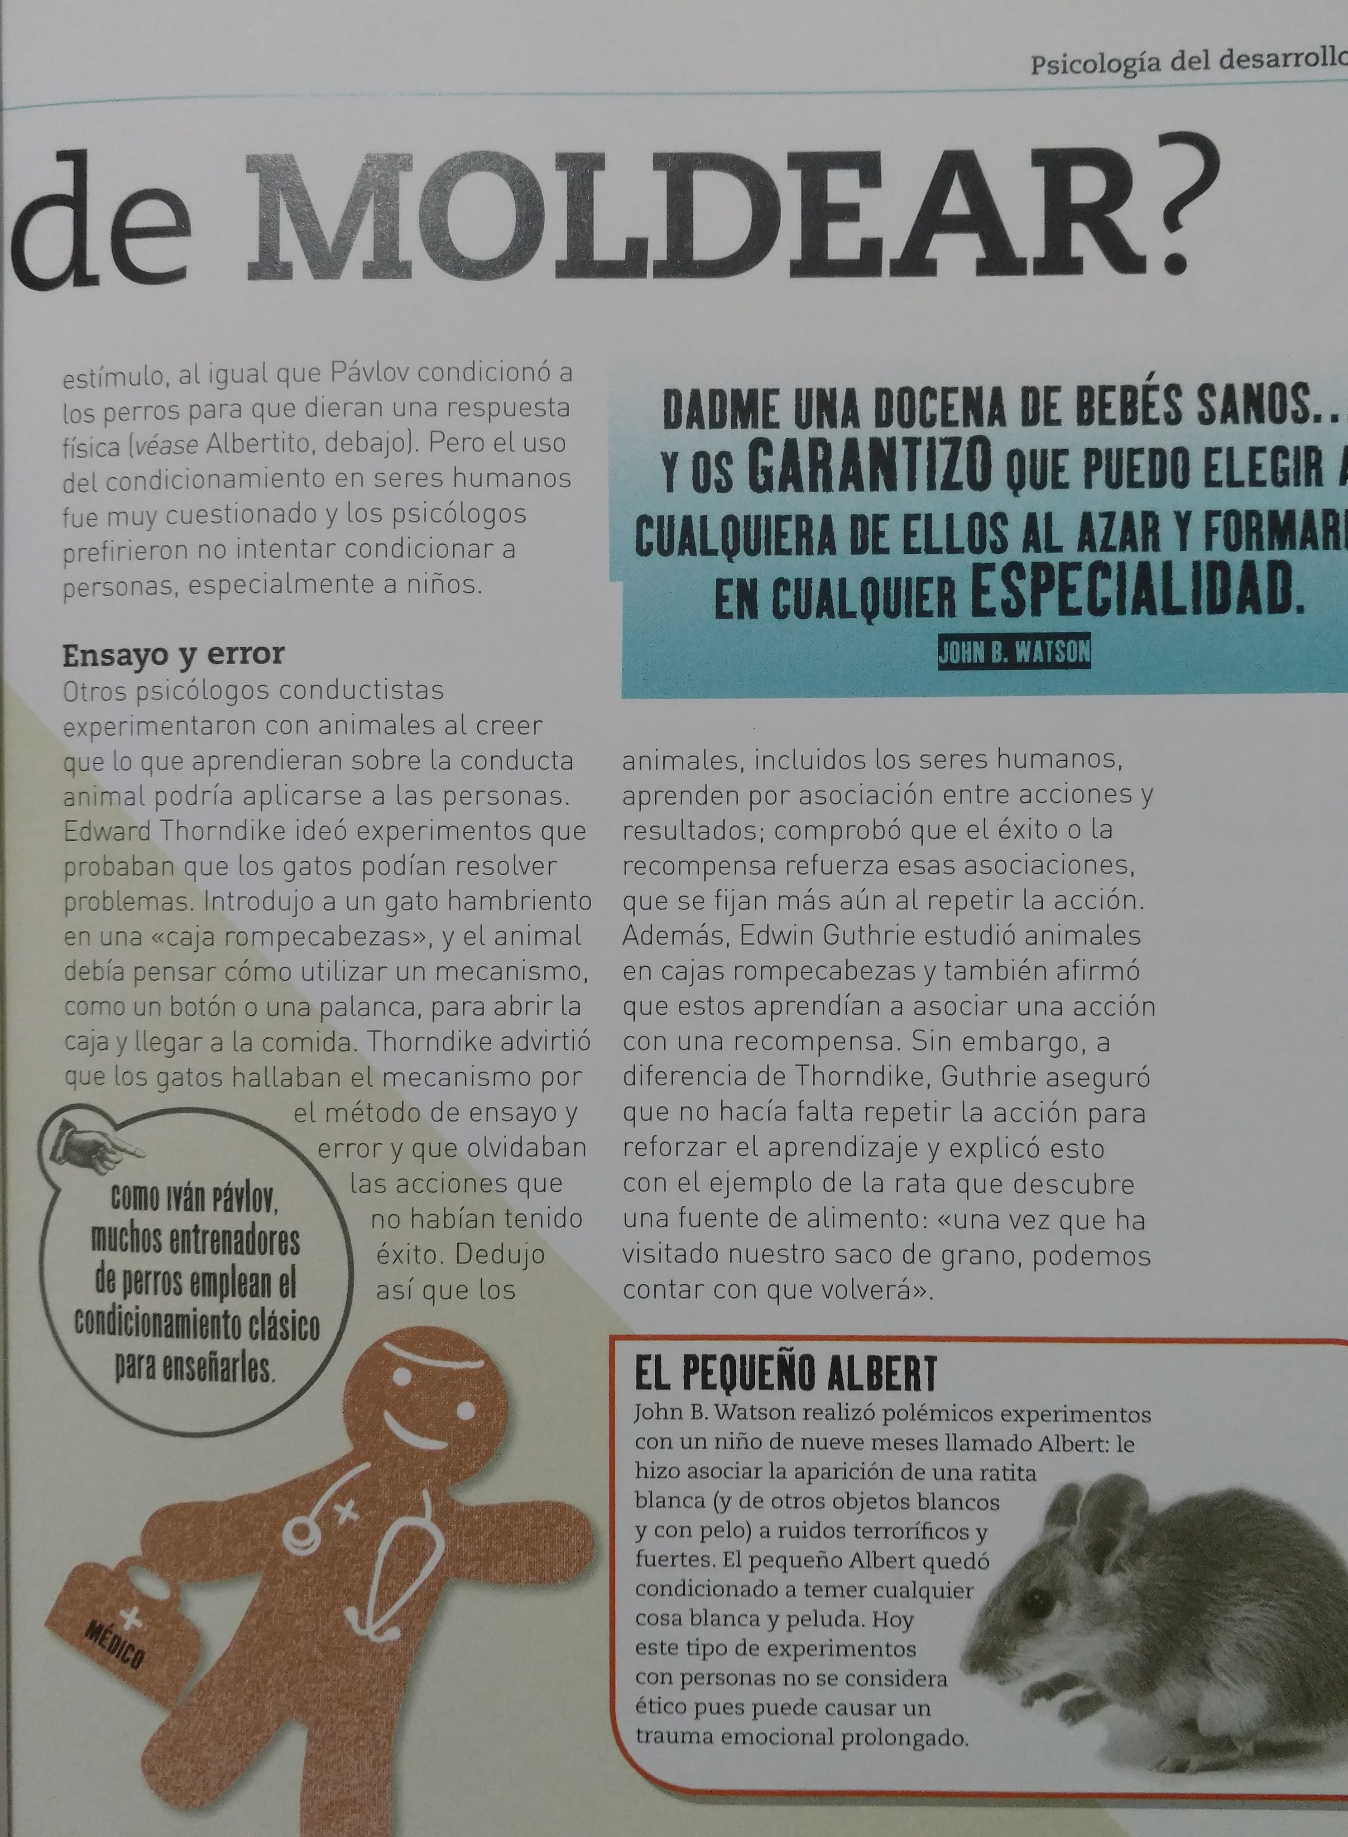 Psicología del desarrollo
de MOLDEAR?
estímulo, al igual que Pávlov condicionó a
los perros para que dieran una respuesta
física (véase Albertito, debajo). Pero el uso
del condicionamiento en seres humanos
fue muy cuestionado y los psicólogos
prefirieron no intentar condicionar a
personas, especialmente a niños.
Ensayo y error
Otros psicólogos conductistas
experimentaron con animales al creer
que lo que aprendieran sobre la conducta
animal podría aplicarse a las personas.
Edward Thorndike ideó experimentos que
probaban que los gatos podían resolver
problemas. Introdujo a un gato hambriento
en una «caja rompecabezas», y el animal
debía pensar cómo utilizar un mecanismo,
como un botón o una palanca, para abrir la
caja y llegar a la comida. Thorndike advirtió
que los gatos hallaban el mecanismo por
el método de ensayo y
error y que olvidaban
las acciones que
no habían tenido
éxito. Dedujo
así que los
COMO IVÁN PÁVLOV,
MUCHOS ENTRENADORES
DE PERROS EMPLEAN EL
CONDICIONAMIENTO CLÁSICO
PARA ENSEÑARLES.
MÉDICO
DADME UNA DOCENA DE BEBÉS SANOS...
Y OS GARANTIZO QUE PUEDO ELEGIR A
CUALQUIERA DE ELLOS AL AZAR Y
EN CUALQUIER ESPECIALIDAD.
JOHN B. WATSON
animales, incluidos los seres humanos,
aprenden por asociación entre acciones y
resultados; comprobó que el éxito o la
recompensa refuerza esas asociaciones,
que se fijan más aún al repetir la acción.
Además, Edwin Guthrie estudió animales
en cajas rompecabezas y también afirmó
que estos aprendían a asociar una acción
con una recompensa. Sin embargo, a
diferencia de Thorndike, Guthrie aseguró
que no hacía falta repetir la acción para
reforzar el aprendizaje y explicó esto
con el ejemplo de la rata que descubre
una fuente de alimento: «una vez que ha
visitado nuestro saco de grano, podemos
contar con que volverá».
EL PEQUEÑO ALBERT
John B. Watson realizó polémicos experimentos
con un niño de nueve meses llamado Albert: le
hizo asociar la aparición de una ratita
blanca (y de otros objetos blancos
y con pelo) a ruidos terroríficos y
fuertes. El pequeño Albert quedó
condicionado a temer cualquier
cosa blanca y peluda. Hoy
este tipo de experimentos
con personas no se considera
ético pues puede causar un
trauma emocional prolongado.